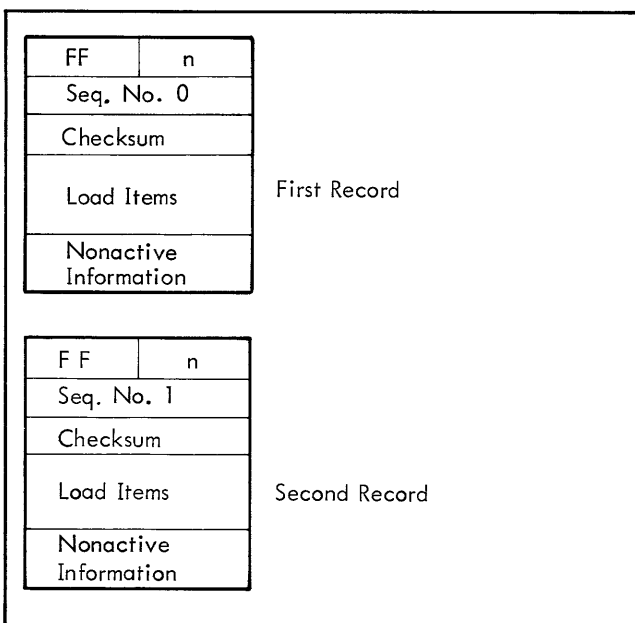 FF n
Seq. No. 0
Checksum
Load Items
First Record
Nonactive
Information
F F n
Seq. No. 1
Checksum
Load Items
Second Record
Nonactive
Information